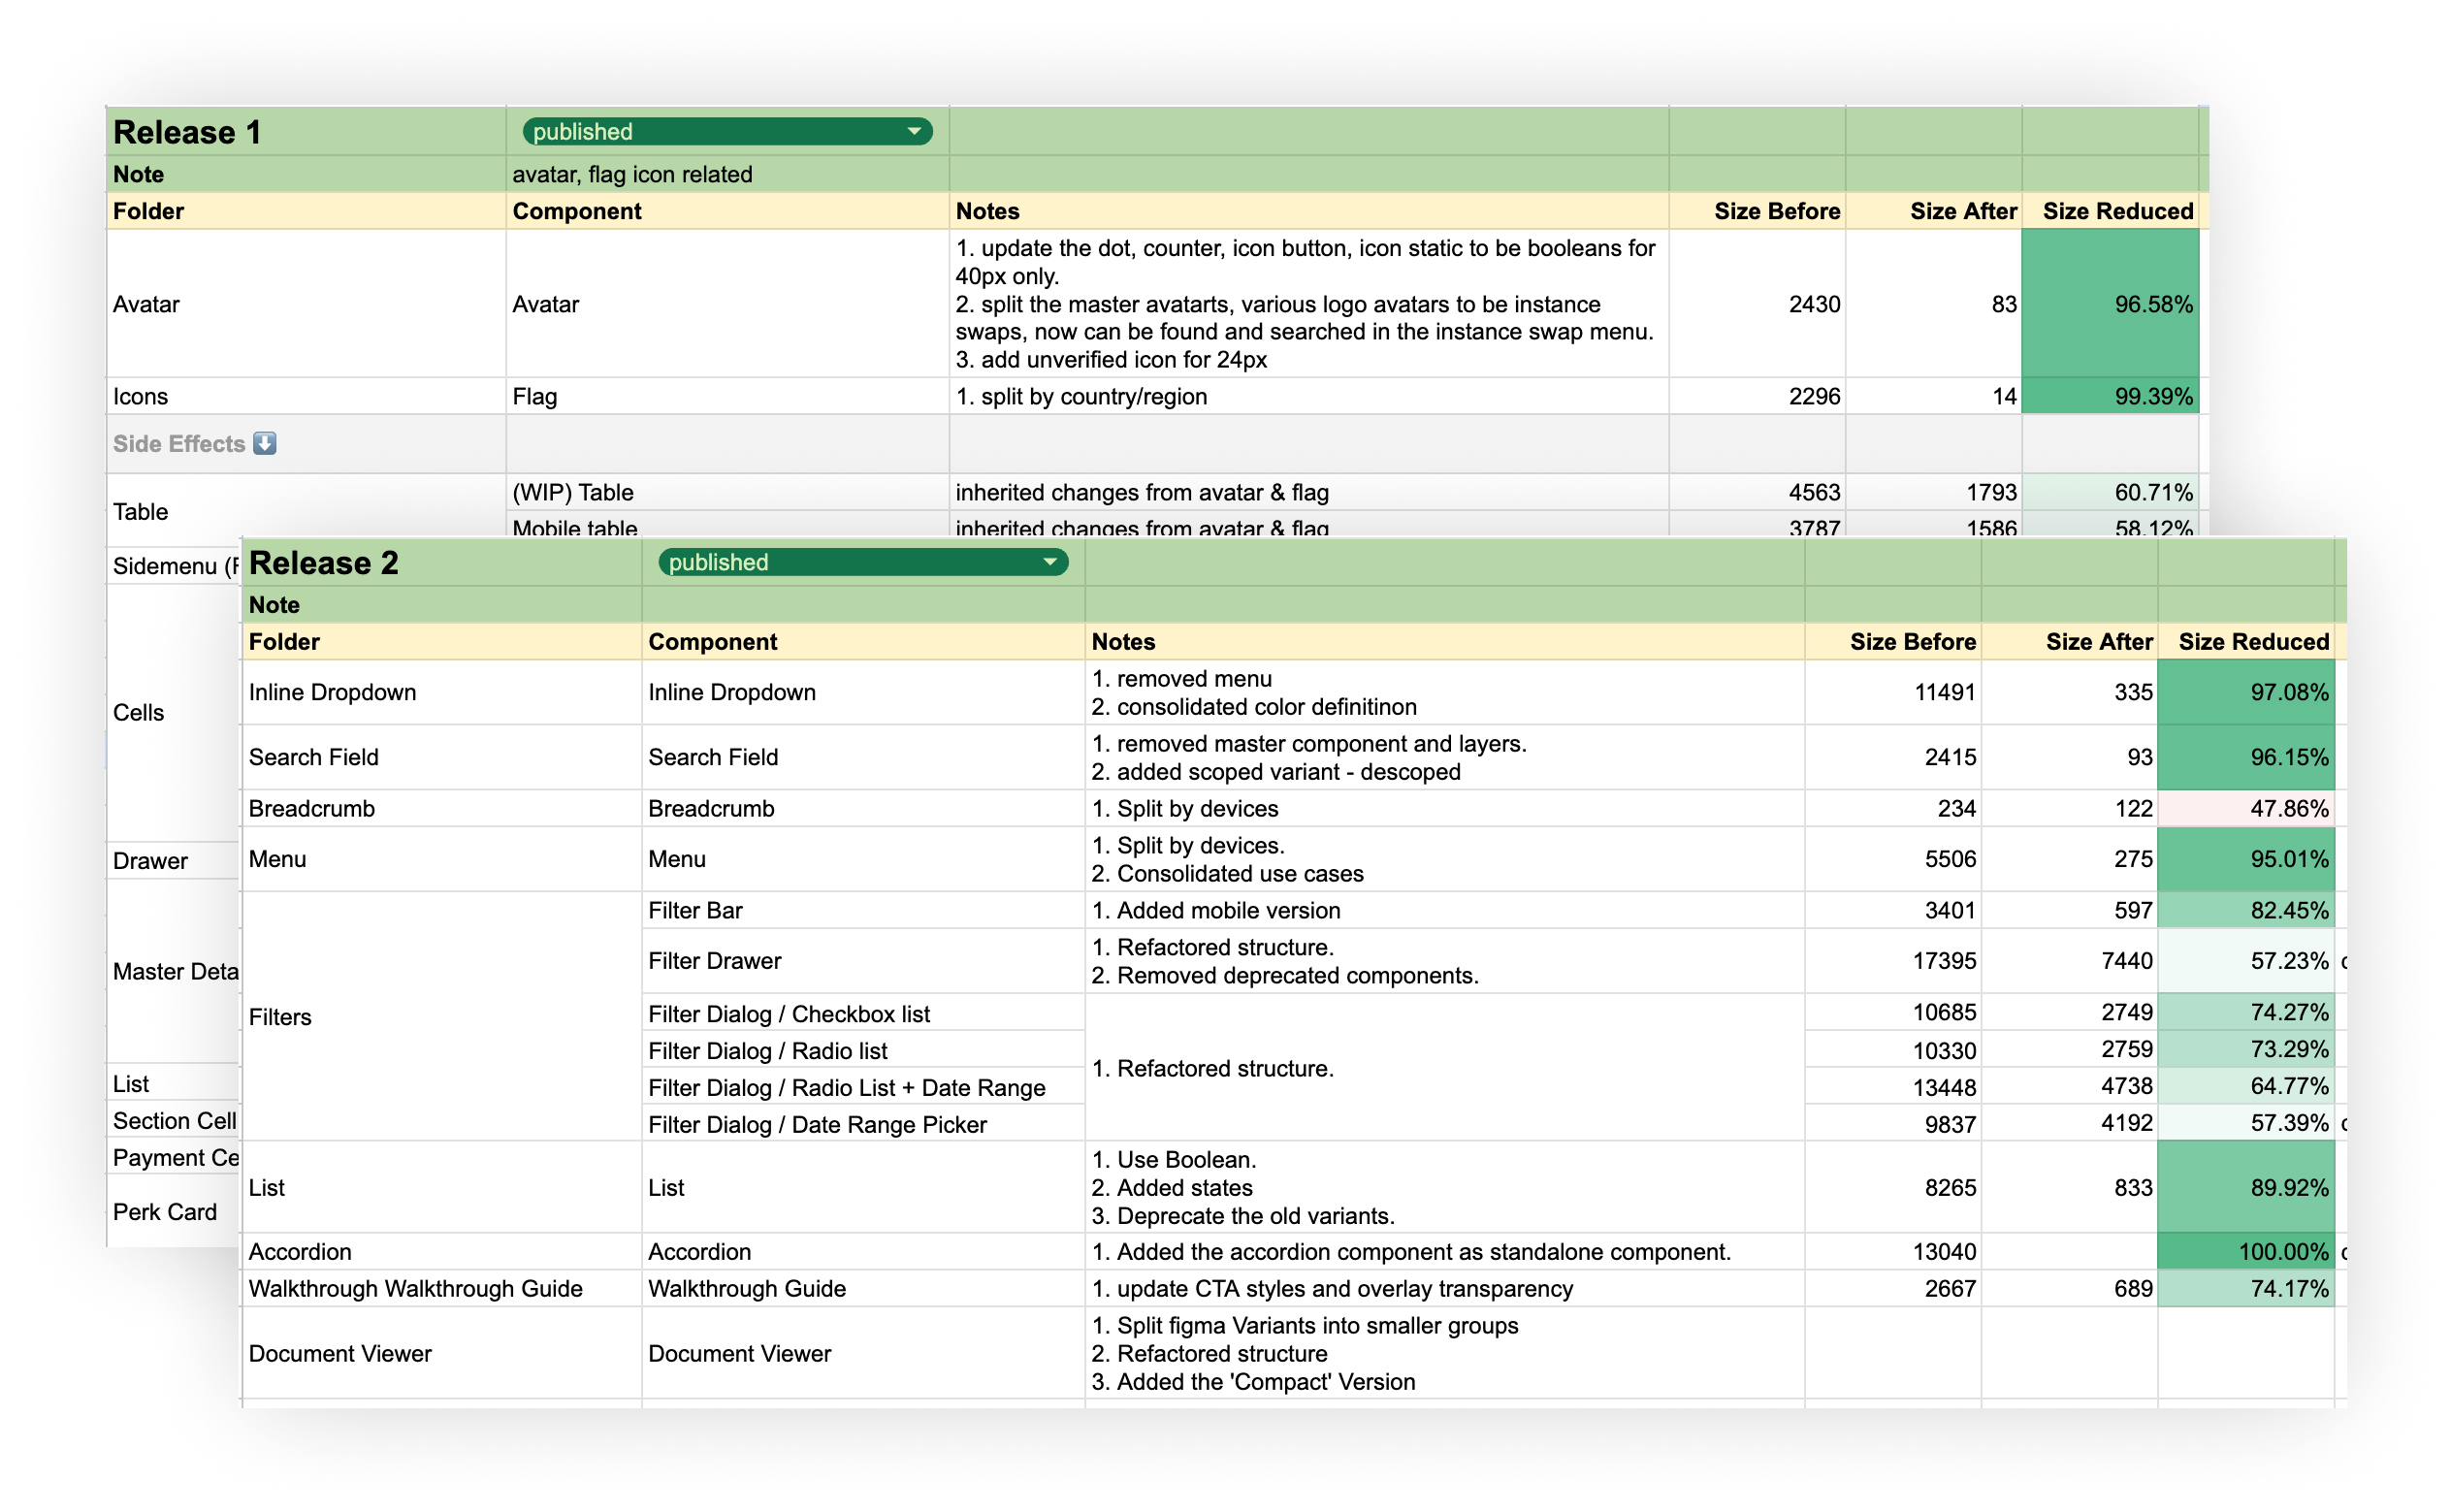 Release 1
published
Note
avatar, flag icon related
Folder Component Notes Size Before Size After Size Reduced
Avatar Avatar
1. update the dot, counter, icon button, icon static to be booleans for
40px only.
2. split the master avatarts, various logo avatars to be instance
swaps, now can be found and searched in the instance swap menu.
3. add unverified icon for 24px
2430 83 96.58%
Icons Flag 1. split by country/region 2296 14 99.39%
Side Effects
Table
(WIP) Table inherited changes from avatar & flag 4563 1793 60.71%
Mobile table inherited changes from avatar & flag 3787 1586 58.12%
Sidemenu
Cells
Drawer
Master
List
Section Cell
Payment
Perk Card
Release 2
published
Note
Folder Component Notes Size Before Size After Size Reduced
Inline Dropdown Inline Dropdown
1. removed menu
2. consolidated color definitinon
11491 335 97.08%
Search Field Search Field
1. removed master component and layers.
2. added scoped variant - descoped
2415 93 96.15%
Breadcrumb Breadcrumb 1. Split by devices 234 122 47.86%
Menu Menu
1. Split by devices.
2. Consolidated use cases
5506 275 95.01%
Filters
Filter Bar 1. Added mobile version 3401 597 82.45%
Filter Drawer
1. Refactored structure.
2. Removed deprecated components.
17395 7440 57.23%
Filter Dialog / Checkbox list 10685 2749 74.27%
Filter Dialog / Radio list 10330 2759 73.29%
1. Refactored structure.
Filter Dialog / Radio List + Date Range 13448 4738 64.77%
Filter Dialog / Date Range Picker 9837 4192 57.39%
List List
1. Use Boolean.
2. Added states
3. Deprecate the old variants.
8265 833 89.92%
Accordion Accordion 1. Added the accordion component as standalone component. 13040 100.00%
Walkthrough Walkthrough Guide Walkthrough Guide 1. update CTA styles and overlay transparency 2667 689 74.17%
Document Viewer Document Viewer
1. Split figma Variants into smaller groups
2. Refactored structure
3. Added the 'Compact' Version